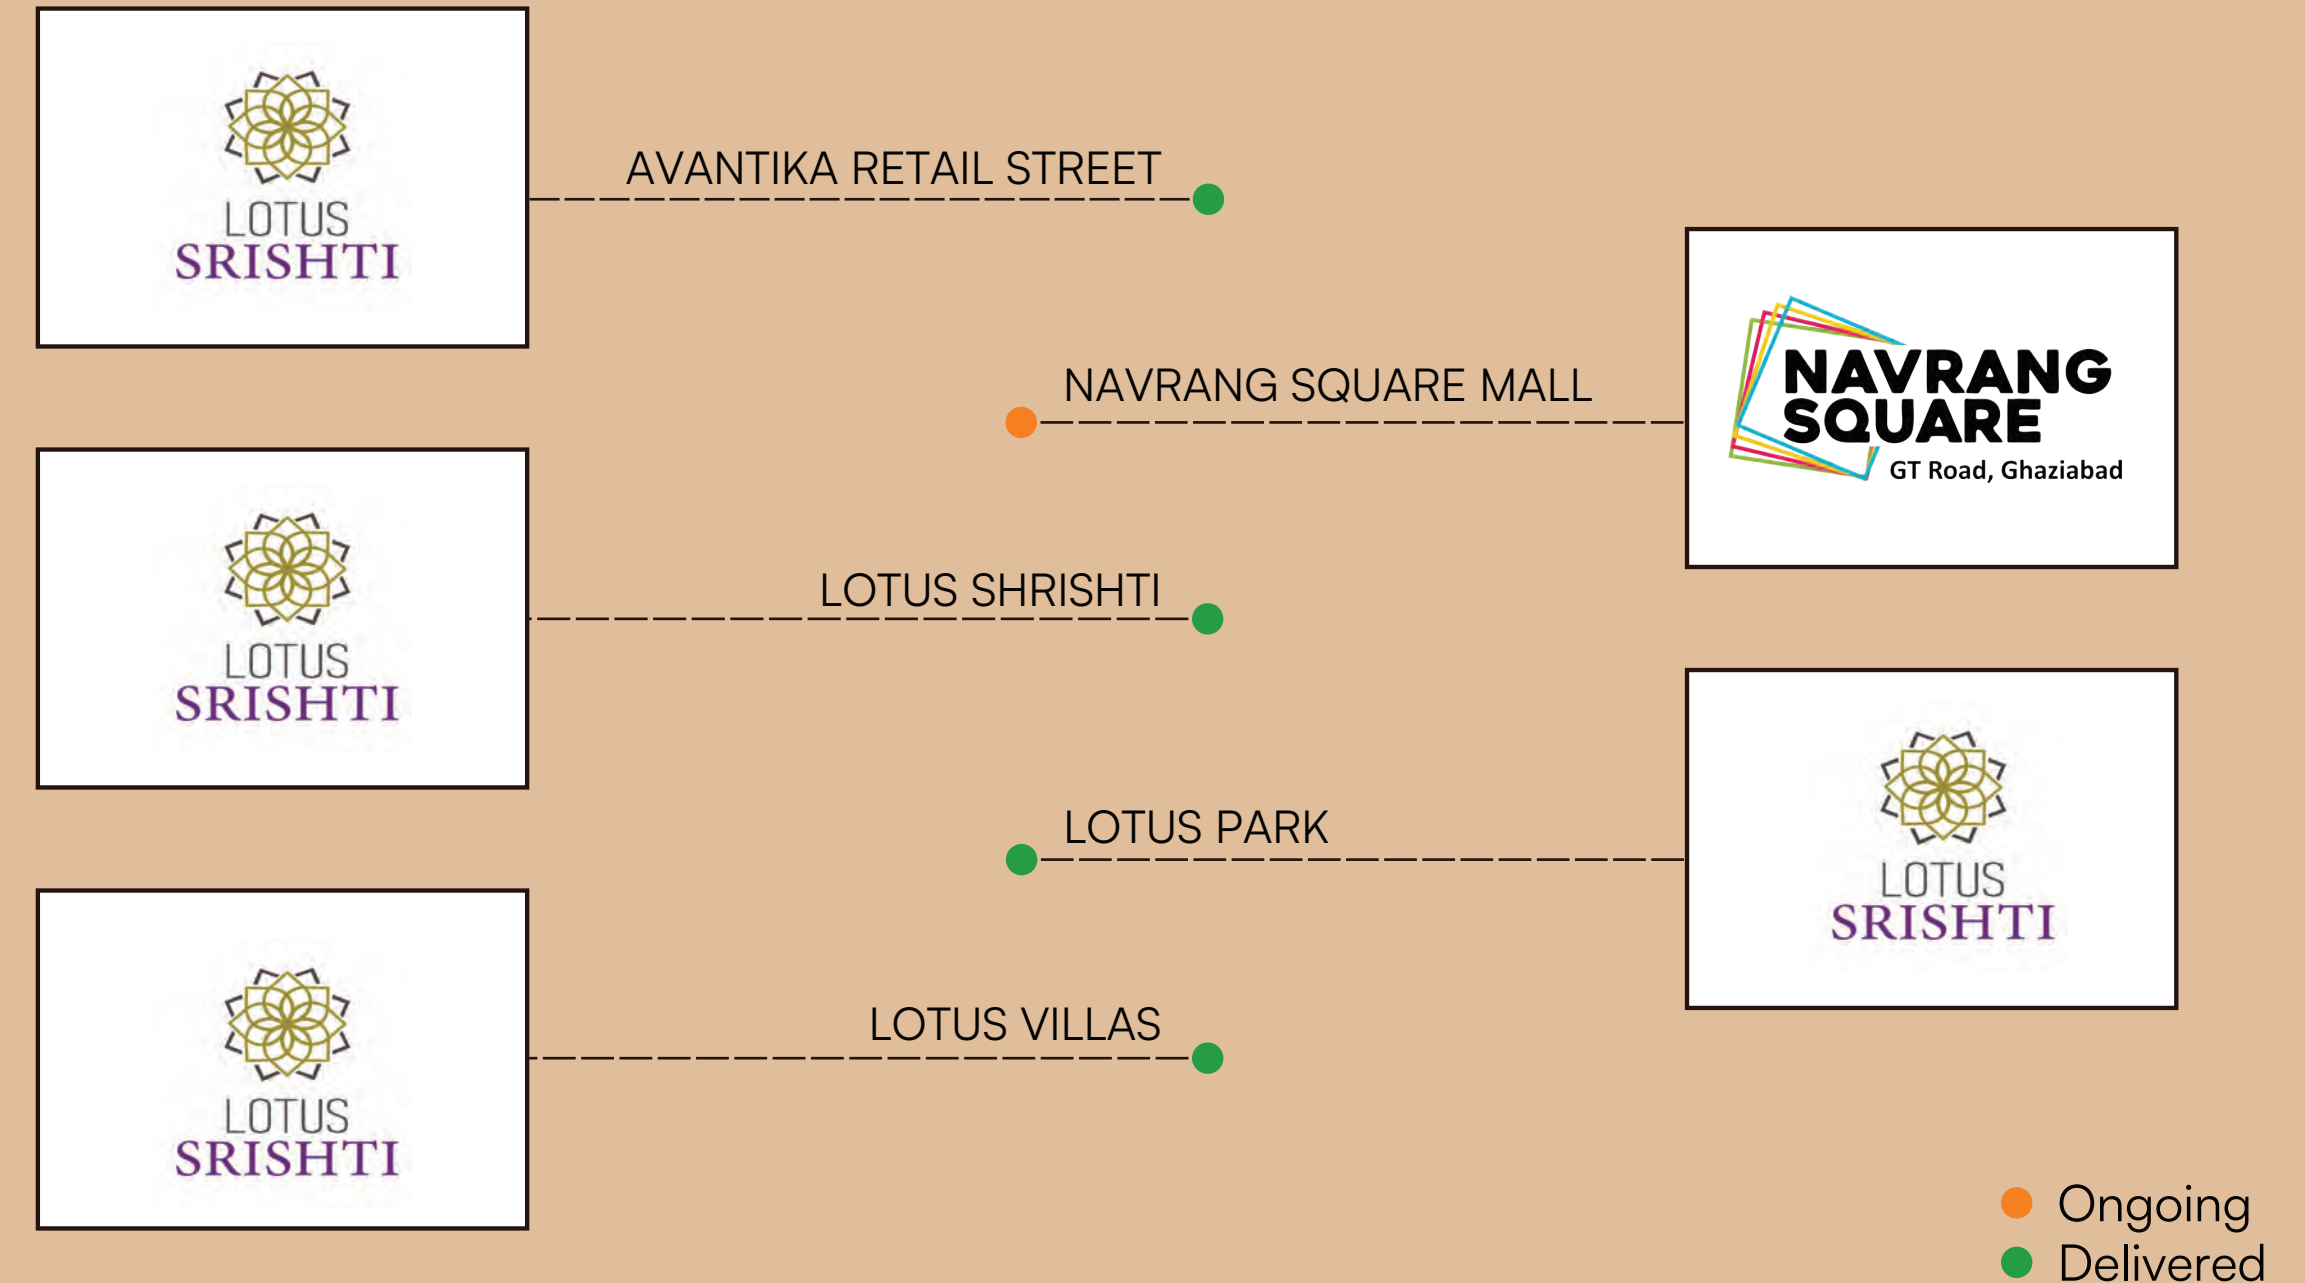 LOTUS
SRISHTI
AVANTIKA RETAIL STREET
NAVRANG SQUARE MALL
NAVRANG
SQUARE
GT Road, Ghaziabad
LOTUS
SRISHTI
LOTUS SHRISHTI
LOTUS PARK
LOTUS
SRISHTI
LOTUS
SRISHTI
LOTUS VILLAS
Ongoing
Delivered